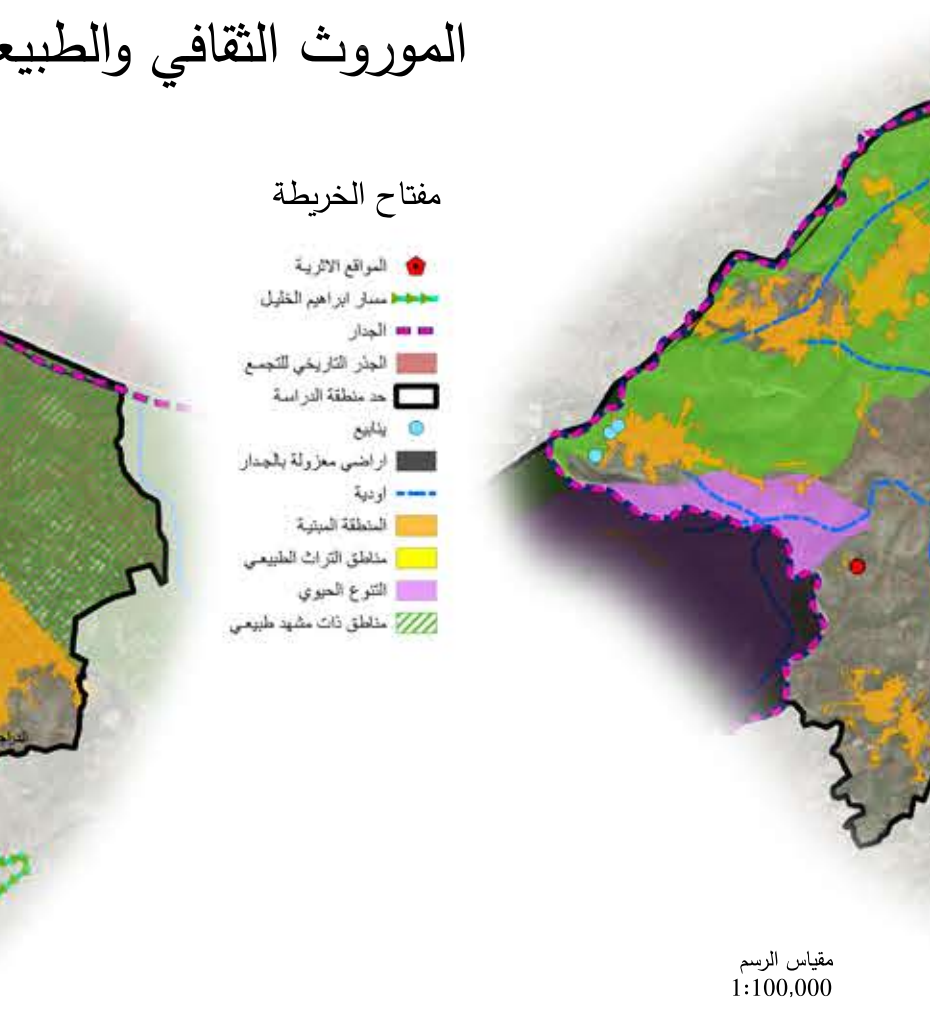 الموروث الثقافي
مفتاح الخريطة
المواقع الاثرية
مسار ابراهيم الخليل
الجدار
الجذر التاريخي للتجمع
حد منطقة الدراسة
ينابيع
اراضي معزولة بالجدار
اودية
المنطقة المبنية
مناطق التراث الطبيعي
التنوع الحيوي
مناطق ذات مشهد طبيعي
مقياس الرسم
1:100,000